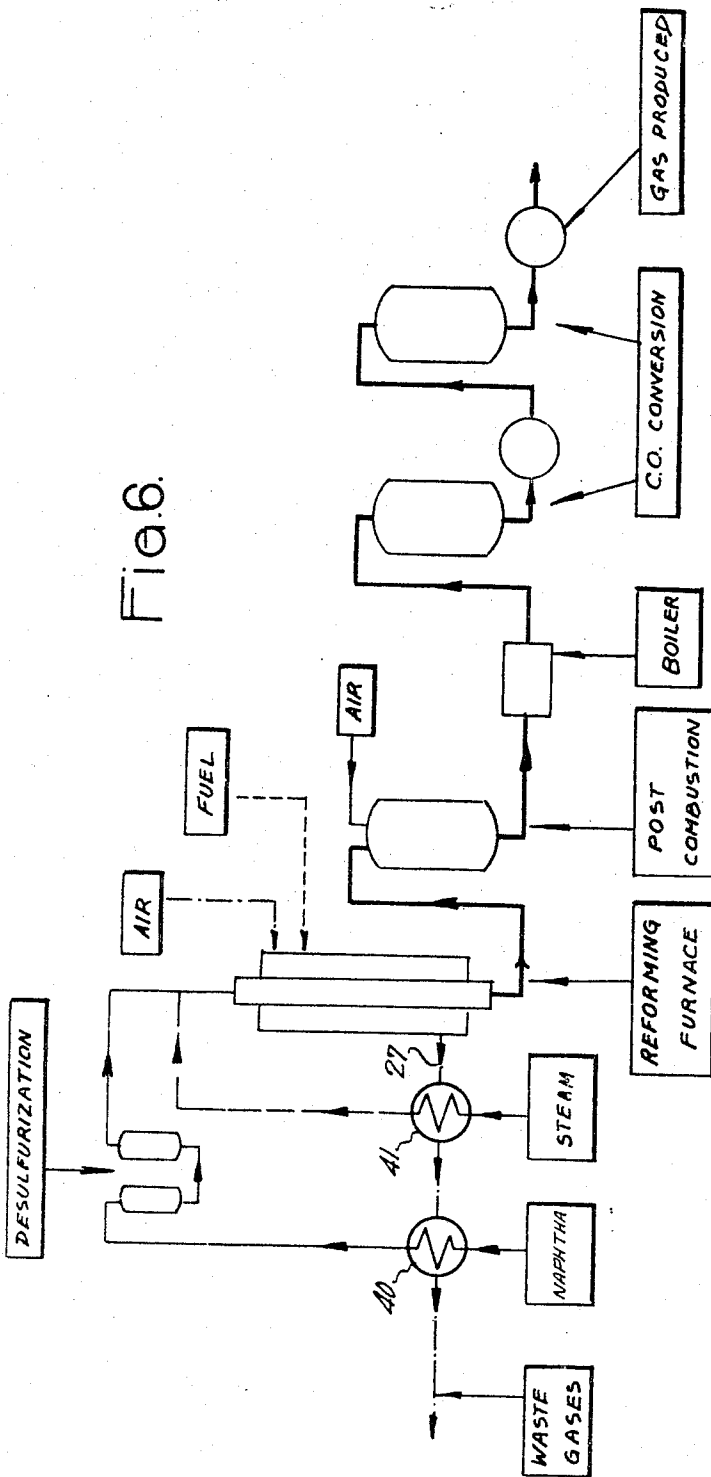 Fig.6.
DESULFURIZATION
AIR
FUEL
AIR
27
41
40
WASTE
GASES
NAPHTHA
STEAM
REFORMING
FURNACE
POST
COMBUSTION
BOILER
C.O. CONVERSION
GAS PRODUCED